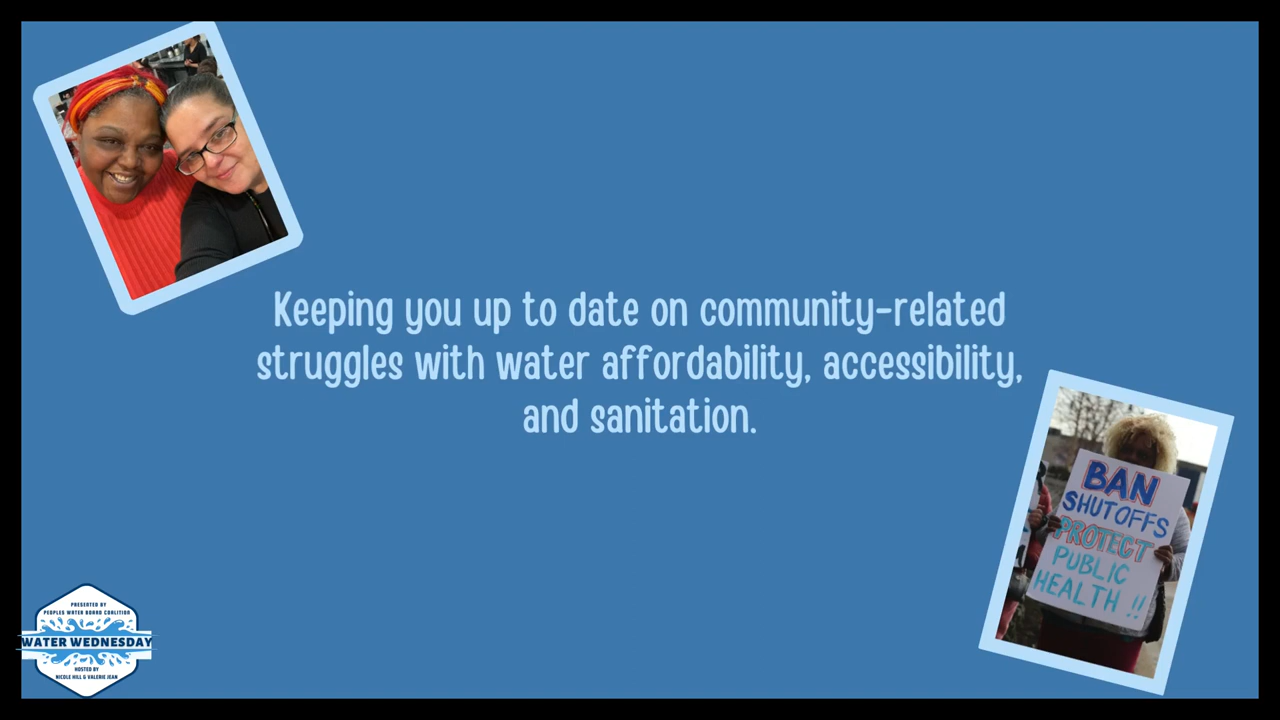 Keeping you up to date on community-related
struggles with water affordability, accessibility,
and sanitation.
BAN
SHUTOFFS
PROTECT
PUBLIC
HEALTH !!
PRESENTED BY
PEOPLES WATER BOARD COALITION
WATER WEDNESDAY
HOSTED BY
NICOLE HILL & VALERIE JEAN